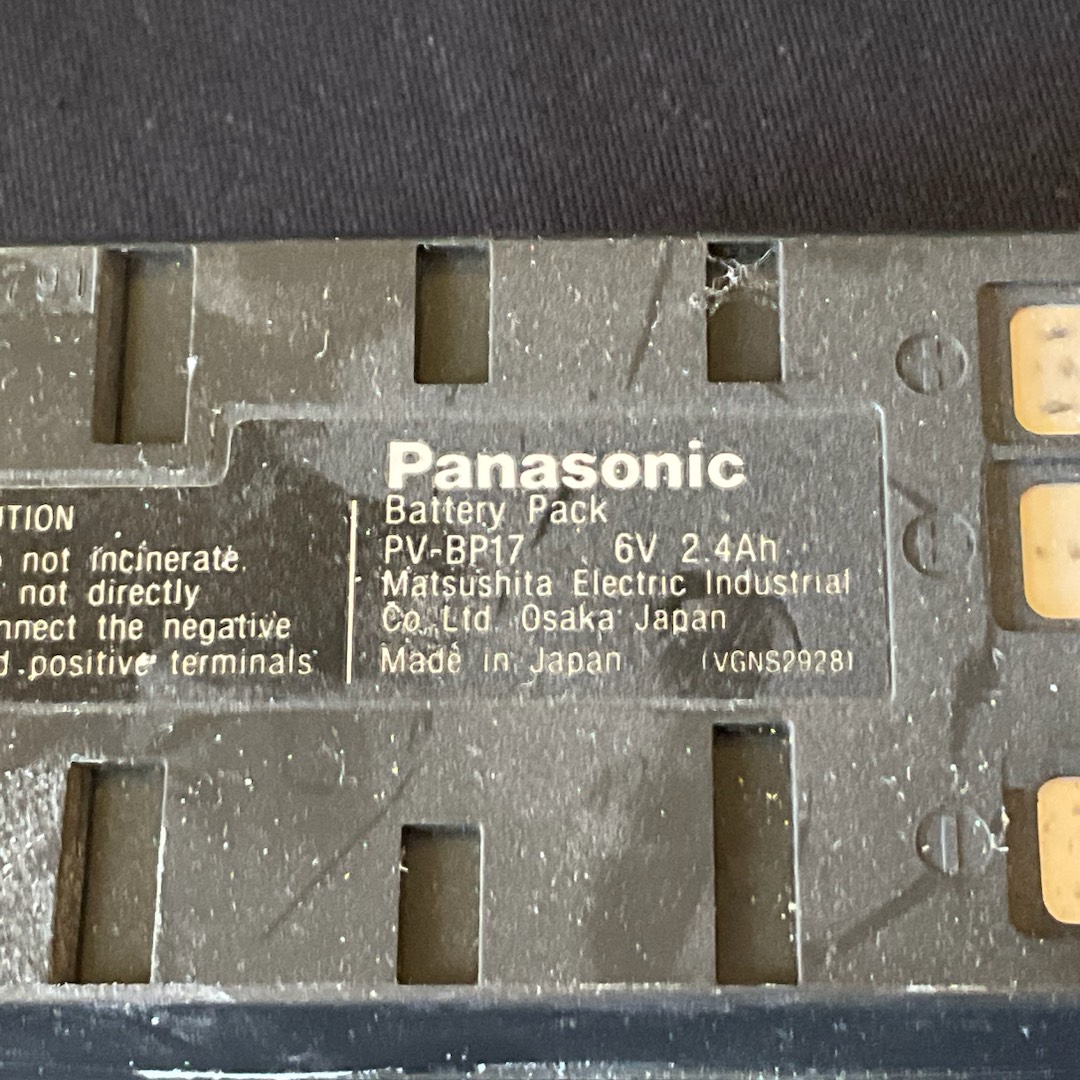 UTION
not incinerate.
not directly
nnect the negative
d positive terminals
Panasonic
Battery Pack
PV-BP17 6V 2.4Ah
Matsushita Electric Industrial
Co., Ltd. Osaka Japan
Made in Japan (VGNS2928)